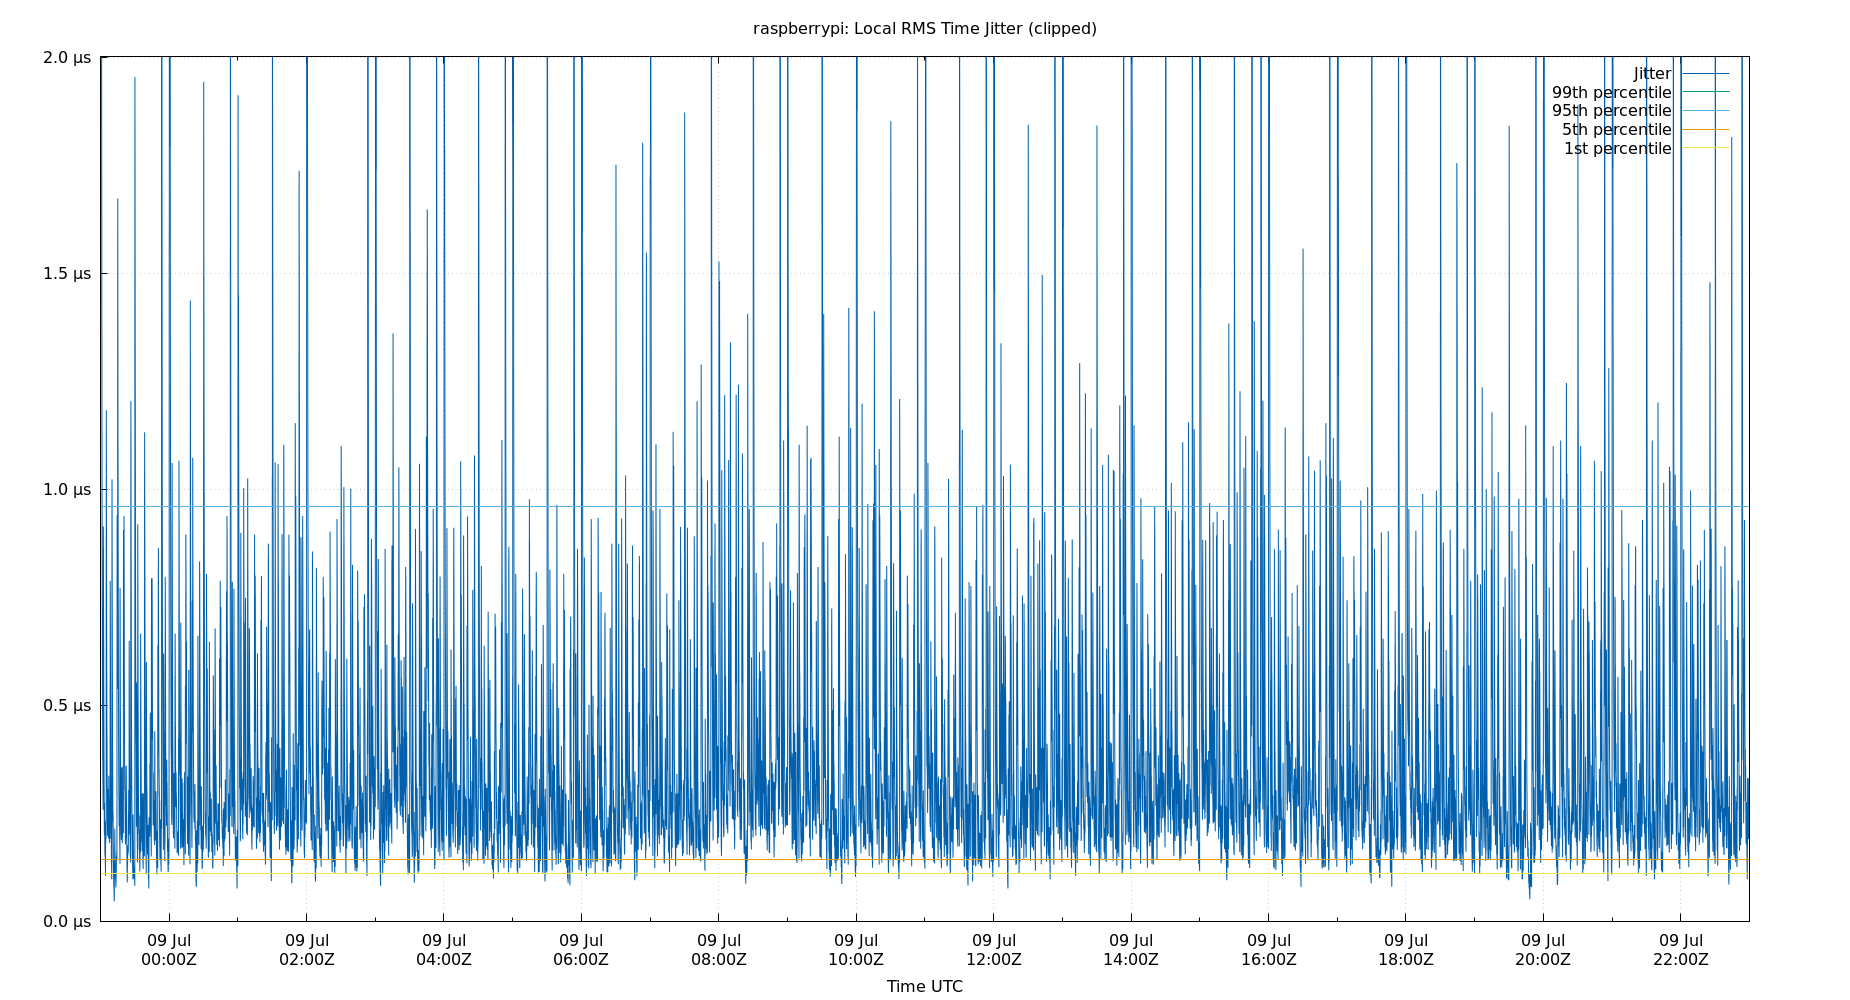 raspberrypi: Local RMS Time Jitter (clipped)
2.0 µs
1.5 µs
1.0 µs
0.5 µs
0.0 µs
Jitter
99th percentile
95th percentile
5th percentile
1st percentile
09 Jul 09 Jul 09 Jul 09 Jul 09 Jul 09 Jul 09 Jul 09 Jul 09 Jul 09 Jul 09 Jul 09 Jul
00:00Z 02:00Z 04:00Z 06:00Z 08:00Z 10:00Z 12:00Z 14:00Z 16:00Z 18:00Z 20:00Z 22:00Z
Time UTC